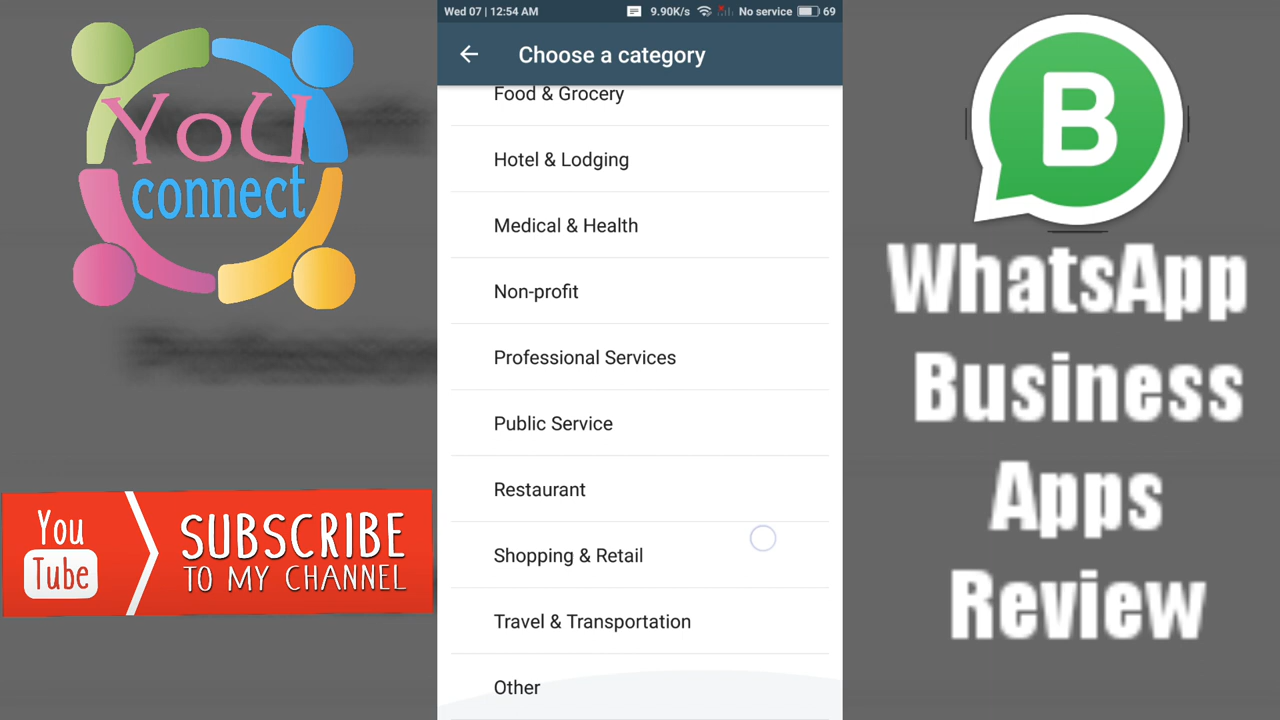 YoU
connect
You
Tube
SUBSCRIBE
TO MY CHANNEL
Wed 07 | 12:54 AM
9.90K/s
No service
69
Choose a category
Food & Grocery
Hotel & Lodging
Medical & Health
Non-profit
Professional Services
Public Service
Restaurant
Shopping & Retail
Travel & Transportation
Other
B
WhatsApp
Business
Apps
Review